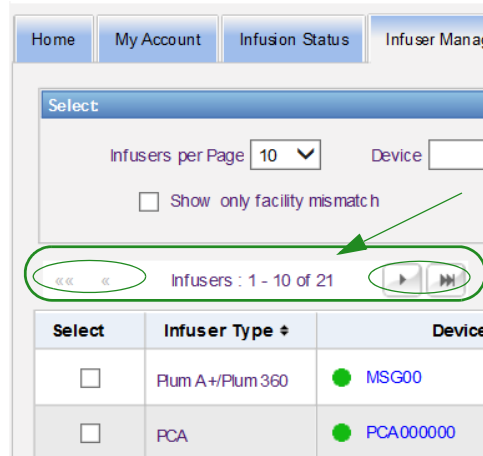 Home My Account Infusion Status Infuser Mana
Select:
Infusers per Page 10 Device
Show only facility mismatch
«« « Infusers : 1 - 10 of 21
Select Infuser Type Device
Plum A+/Plum 360 MSG00
PCA PCA000000